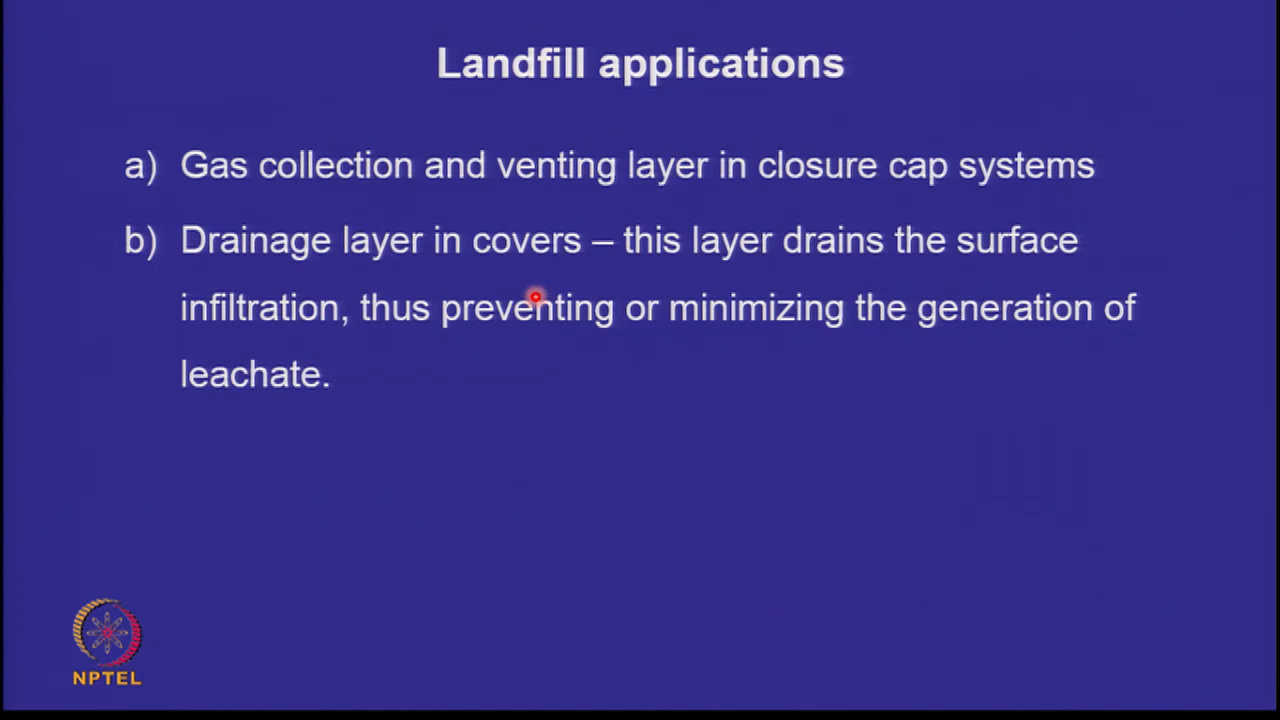 Landfill applications
a) Gas collection and venting layer in closure cap systems
b) Drainage layer in covers – this layer drains the surface
infiltration, thus preventing or minimizing the generation of
leachate.
NPTEL